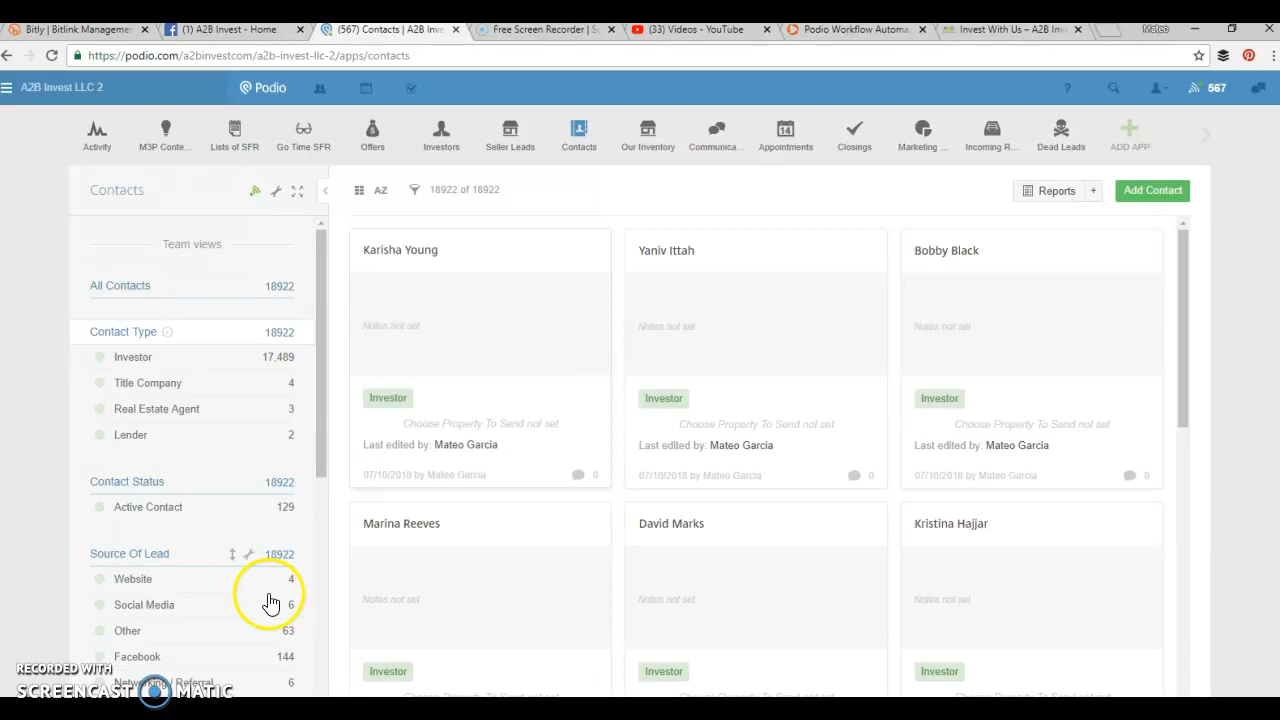 Bitly | Bitlink Managemen
(1) A2B Invest - Home
(567) Contacts | A2B Inve
Free Screen Recorder | Sc
(33) Videos - YouTube
Podio Workflow Automa
Invest With Us – A2B In
Mateo
https://podio.com/a2binvestcom/a2b-invest-llc-2/apps/contacts
A2B Invest LLC 2
Podio
?
567
Activity
M3P Conte...
Lists of SFR
Go Time SFR
Offers
Investors
Seller Leads
Contacts
Our Inventory
Communica...
14
Appointments
Closings
Marketing ...
Incoming R...
Dead Leads
ADD APP
Contacts
AZ
18922 of 18922
Reports
+
Add Contact
Team views
All Contacts 18922
Contact Type 18922
Investor 17,489
Title Company 4
Real Estate Agent 3
Lender 2
Contact Status 18922
Active Contact 129
Source Of Lead 18922
Website 4
Social Media 6
Other 63
Facebook 144
Networking / Referral 6
Karisha Young
Notes not set
Investor
Choose Property To Send not set
Last edited by: Mateo Garcia
07/10/2018 by Mateo Garcia 0
Yaniv Ittah
Notes not set
Investor
Choose Property To Send not set
Last edited by: Mateo Garcia
07/10/2018 by Mateo Garcia 0
Bobby Black
Notes not set
Investor
Choose Property To Send not set
Last edited by: Mateo Garcia
07/10/2018 by Mateo Garcia 0
Marina Reeves
Notes not set
Investor
David Marks
Notes not set
Investor
Kristina Hajjar
Notes not set
Investor
RECORDED WITH
SCREENCAST MATIC